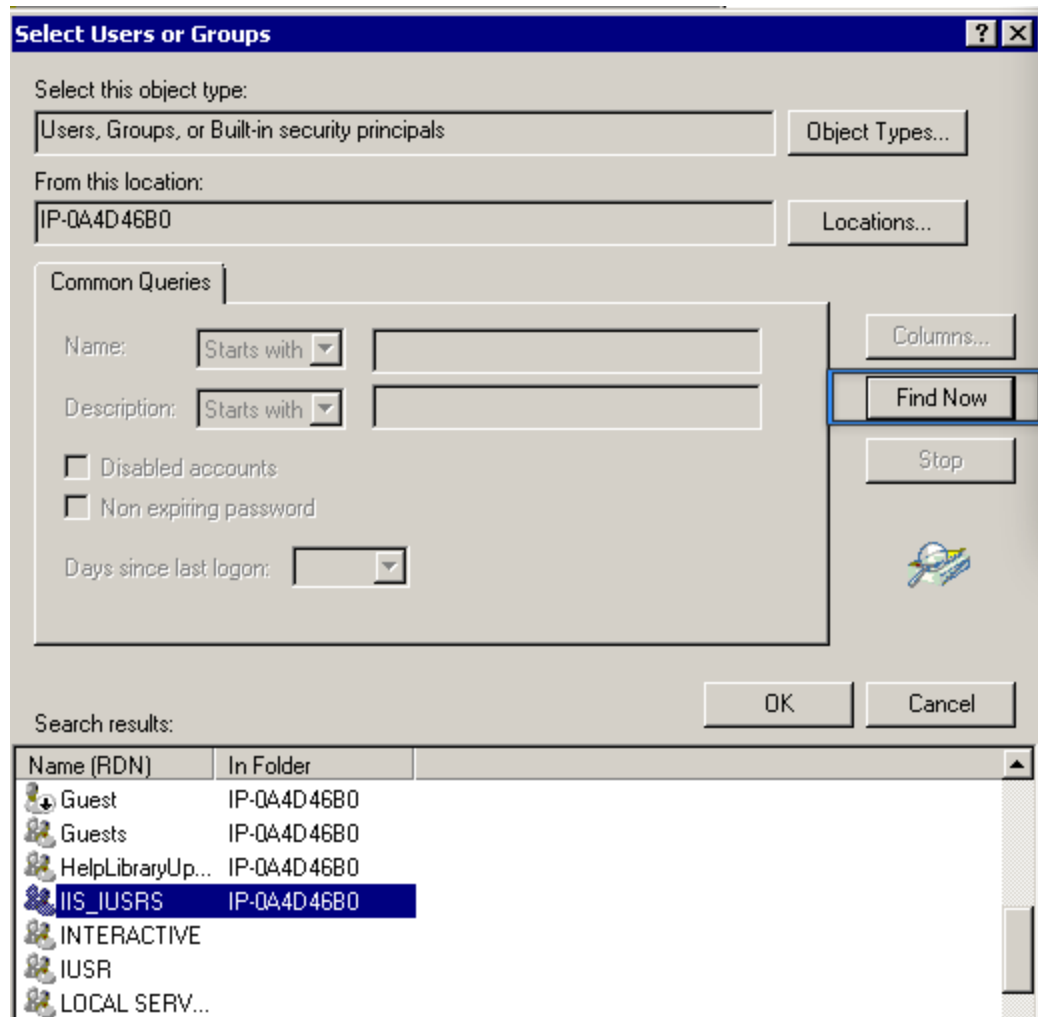 Select Users or Groups
Select this object type:
Users, Groups, or Built-in security principals
Object Types...
From this location:
IP-0A4D46B0
Locations...
Common Queries
Name:
Starts with
Columns...
Description:
Starts with
Find Now
Disabled accounts
Stop
Non expiring password
Days since last logon:
OK
Cancel
Search results:
Name (RDN) In Folder
Guest IP-0A4D46B0
Guests IP-0A4D46B0
HelpLibraryUp... IP-0A4D46B0
IIS_IUSRS IP-0A4D46B0
INTERACTIVE
IUSR
LOCAL SERV...